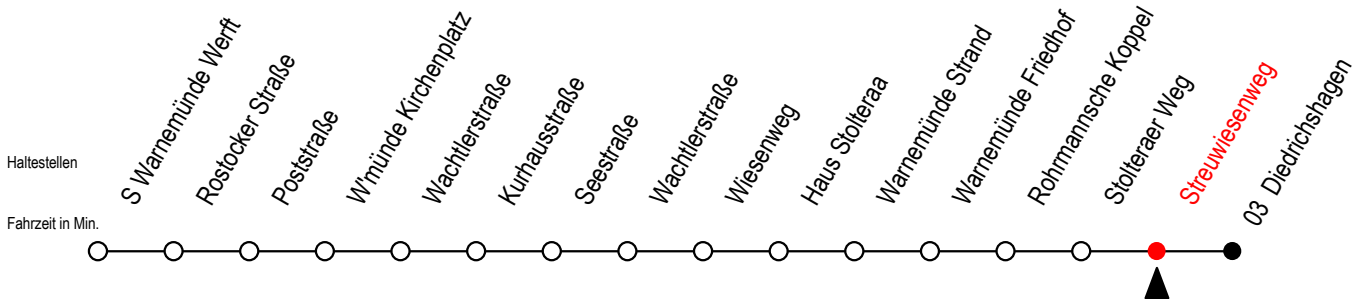 Haltestellen
Fahrzeit in Min.
S Warnemünde Werft
Rostocker Straße
Poststraße
W'münde Kirchenplatz
Wachtlerstraße
Kurhausstraße
Seestraße
Wachtlerstraße
Wiesenweg
Haus Stolteraa
Warnemünde Strand
Warnemünde Friedhof
Rohrmannsche Koppel
Stolteraer Weg
Streuwiesenweg
03 Diedrichshagen